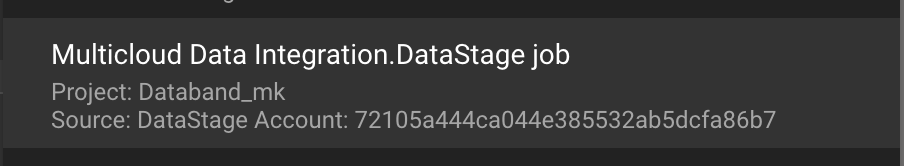 Multicloud Data Integration.DataStage job
Project: Databand_mk
Source: DataStage Account: 72105a444ca044e385532ab5dcfa86b7